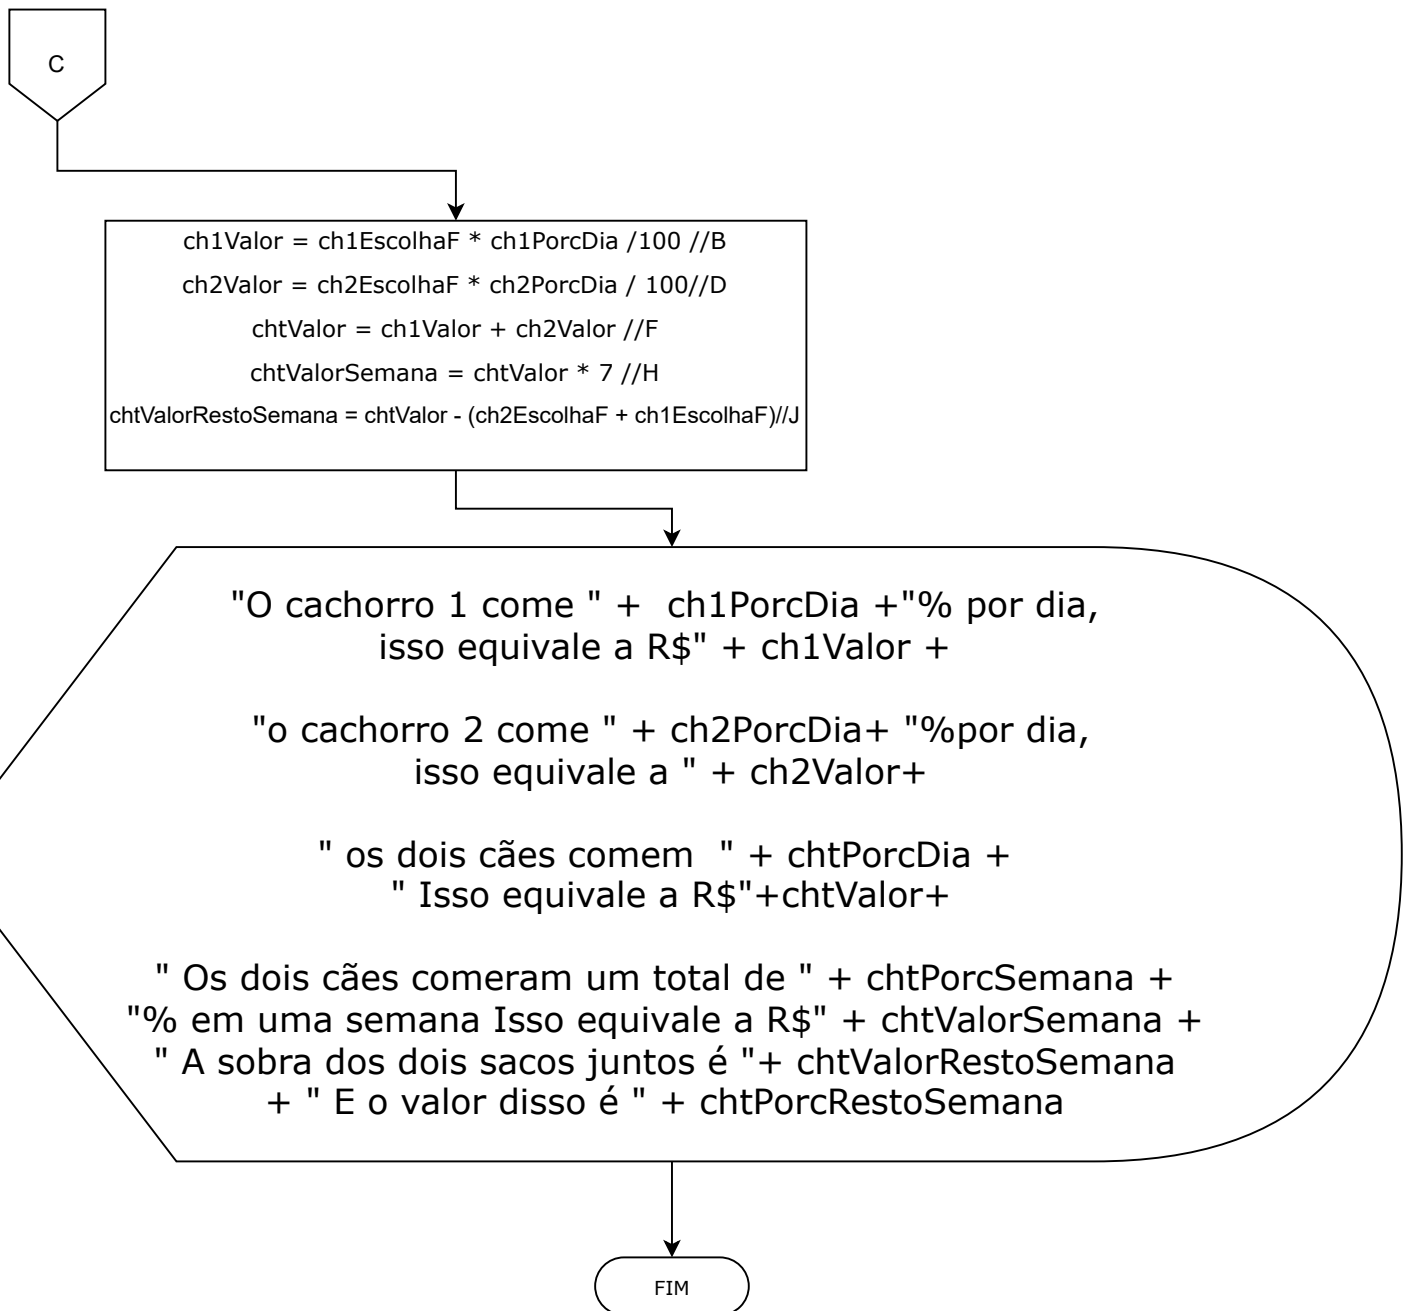 C
ch1Valor = ch1EscolhaF * ch1PorcDia /100 //B
ch2Valor = ch2EscolhaF * ch2PorcDia / 100//D
chtValor = ch1Valor + ch2Valor //F
chtValorSemana = chtValor * 7 //H
chtValorRestoSemana = chtValor - (ch2EscolhaF + ch1EscolhaF)//J
"O cachorro 1 come " +  ch1PorcDia +"% por dia,
isso equivale a R$" + ch1Valor +
"o cachorro 2 come " + ch2PorcDia+ "%por dia,
isso equivale a " + ch2Valor+
" os dois cães comem  " + chtPorcDia +
" Isso equivale a R$"+chtValor+
" Os dois cães comeram um total de " + chtPorcSemana +
"% em uma semana Isso equivale a R$" + chtValorSemana +
" A sobra dos dois sacos juntos é "+ chtValorRestoSemana
+ " E o valor disso é " + chtPorcRestoSemana
FIM